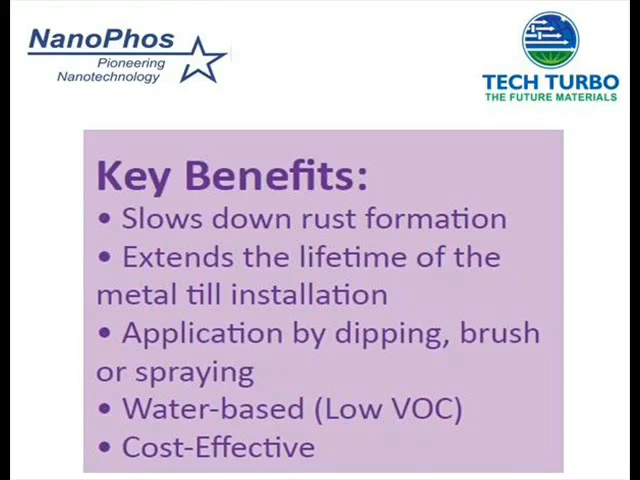 NanoPhos
Pioneering
Nanotechnology
TECH TURBO
THE FUTURE MATERIALS
Key Benefits:
• Slows down rust formation
• Extends the lifetime of the
metal till installation
• Application by dipping, brush
or spraying
• Water-based (Low VOC)
• Cost-Effective